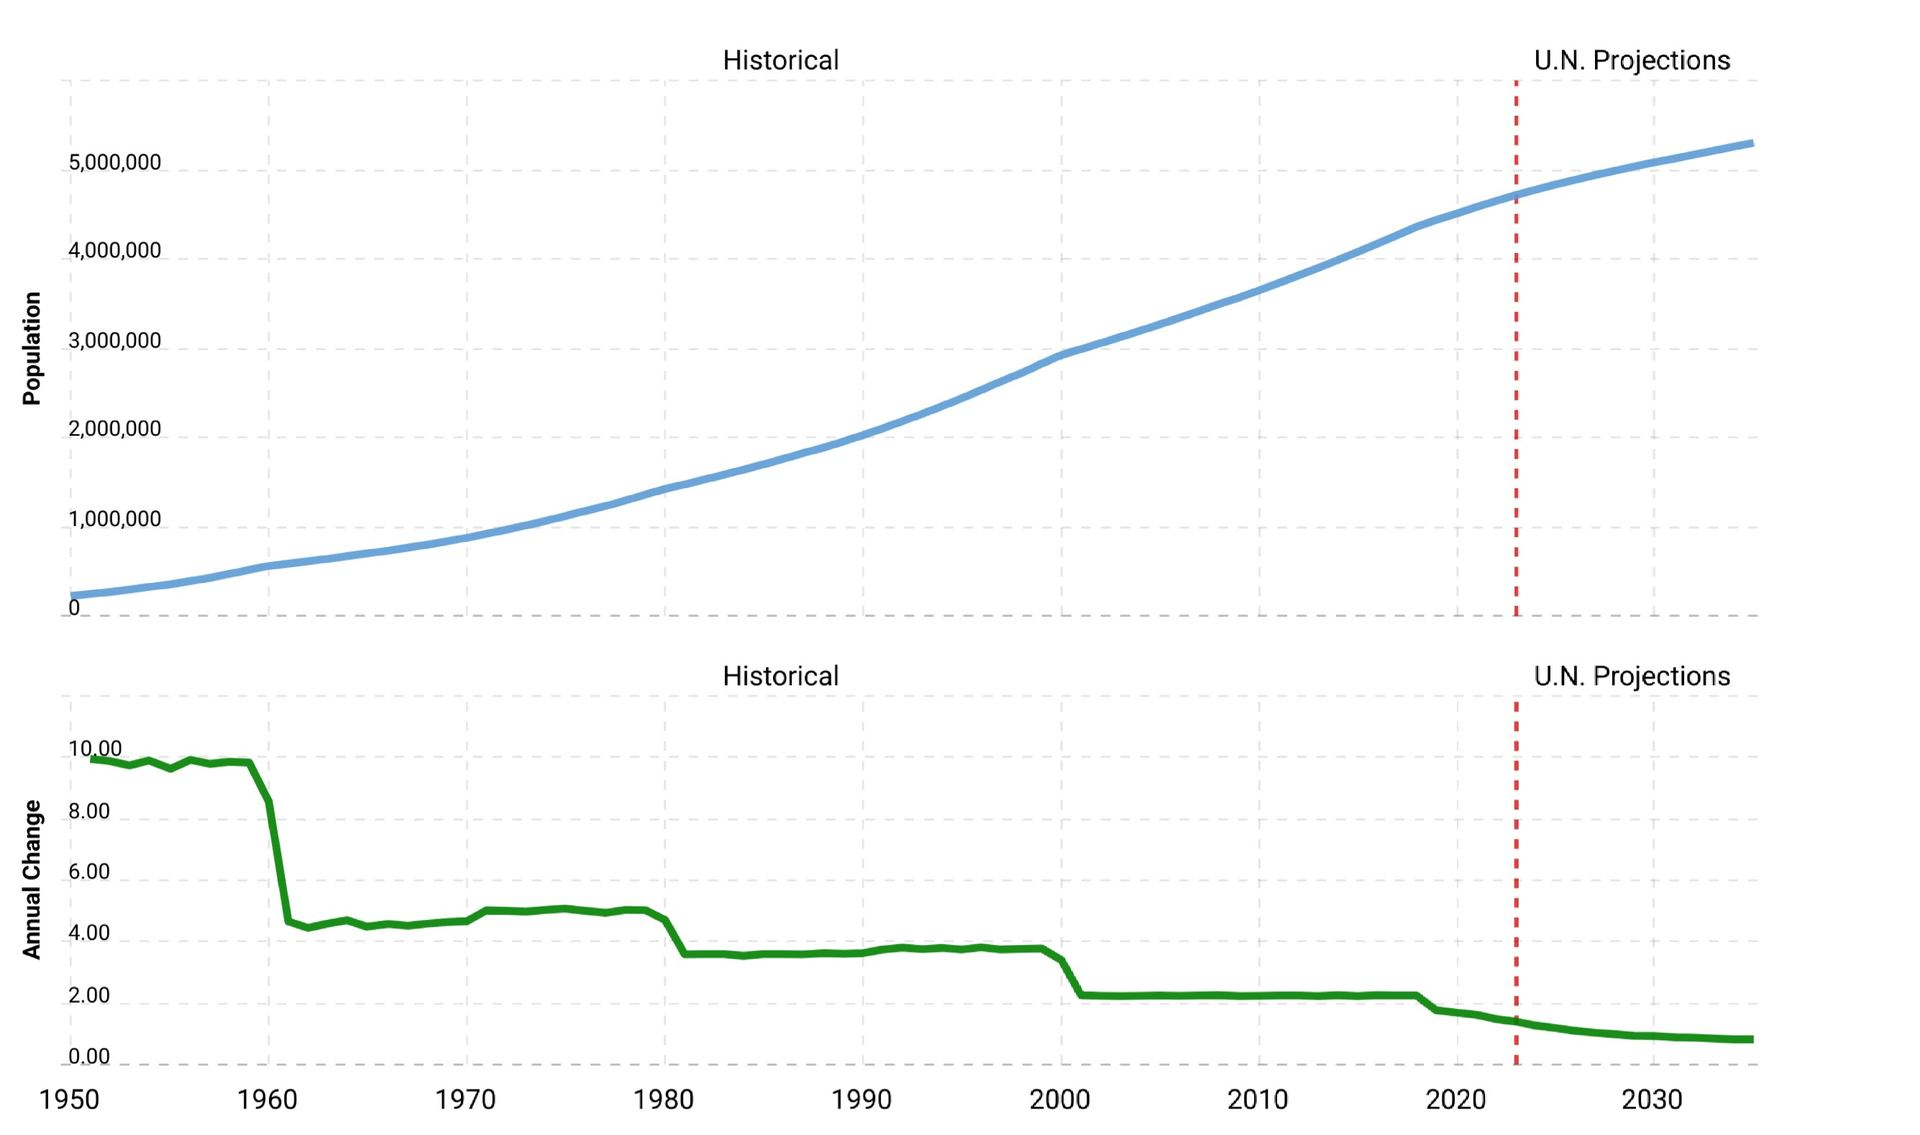 Historical
U.N. Projections
5,000,000
4,000,000
3,000,000
2,000,000
1,000,000
0
Population
Historical
U.N. Projections
10.00
8.00
6.00
4.00
2.00
0.00
Annual Change
1950 1960 1970 1980 1990 2000 2010 2020 2030